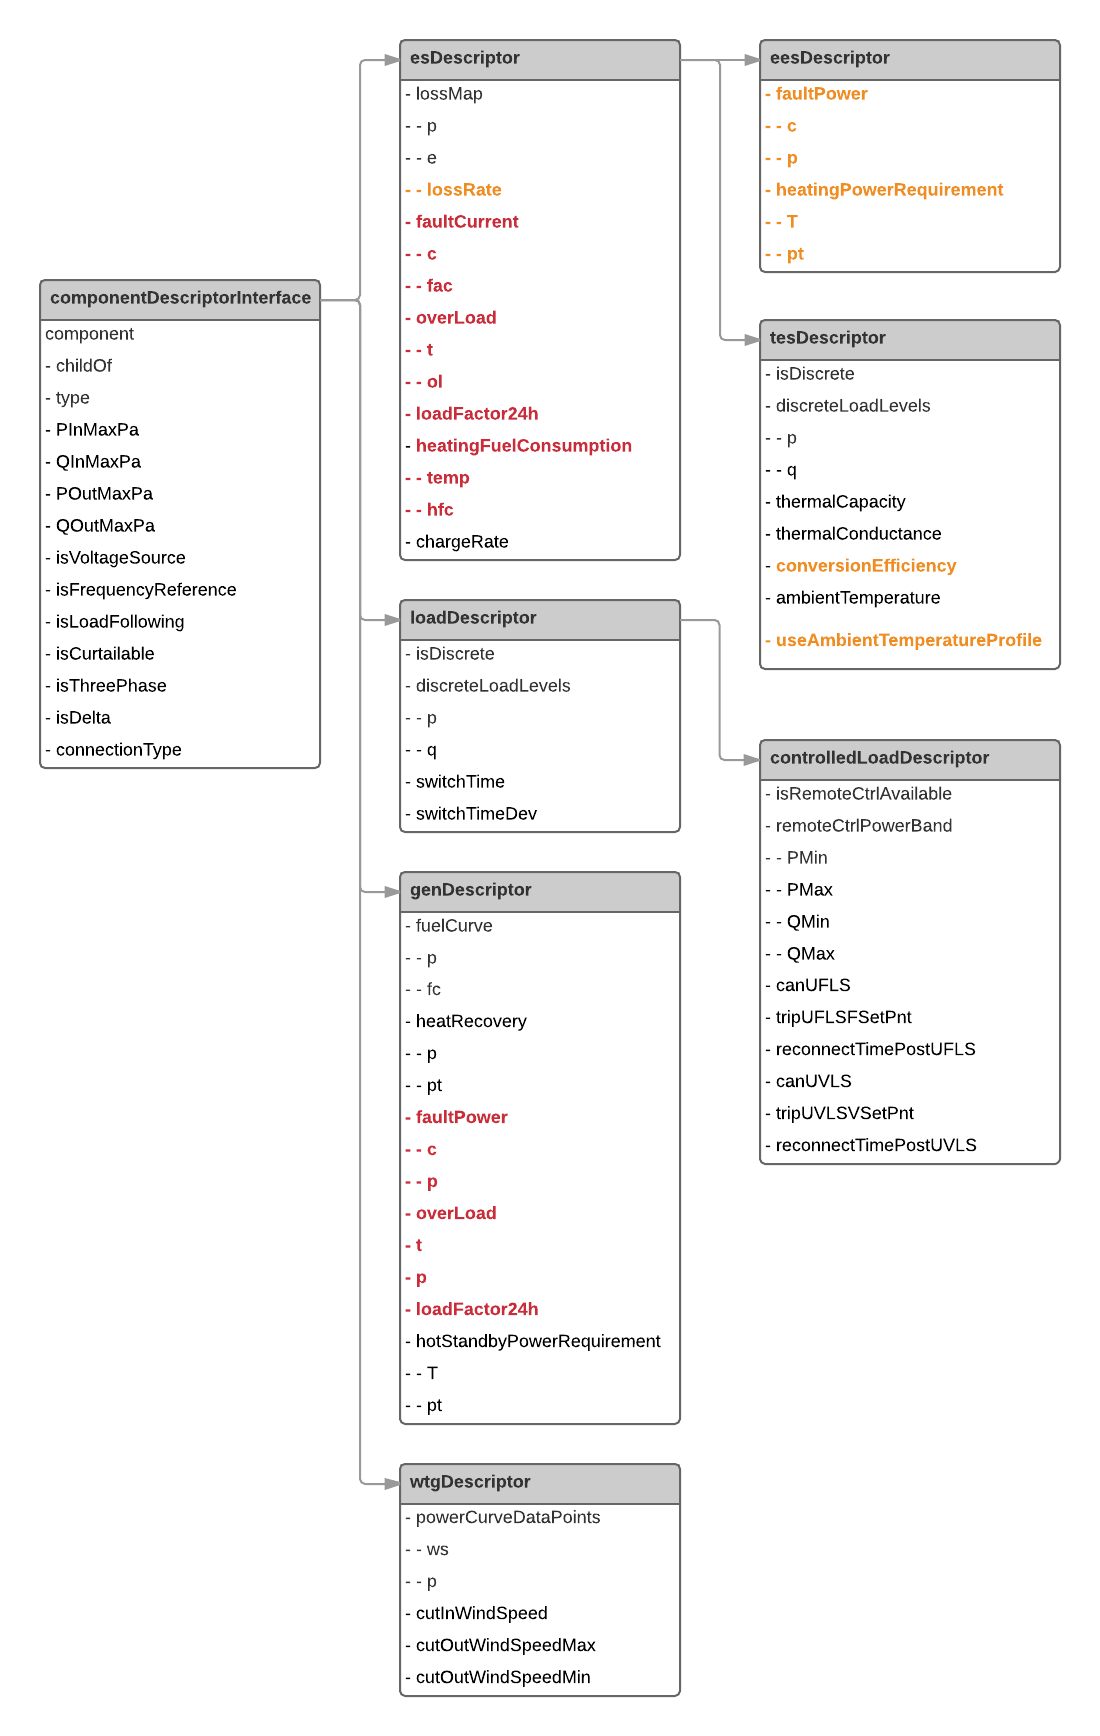 componentDescriptorInterface
component
- childOf
- type
- PInMaxPa
- QInMaxPa
- POutMaxPa
- QOutMaxPa
- isVoltageSource
- isFrequencyReference
- isLoadFollowing
- isCurtailable
- isThreePhase
- isDelta
- connectionType
esDescriptor
- lossMap
- - p
- - e
- - lossRate
- faultCurrent
- - c
- - fac
- overLoad
- - t
- - ol
- loadFactor24h
- heatingFuelConsumption
- - temp
- - hfc
- chargeRate
loadDescriptor
- isDiscrete
- discreteLoadLevels
- - p
- - q
- switchTime
- switchTimeDev
genDescriptor
- fuelCurve
- - p
- - fc
- heatRecovery
- - p
- - pt
- faultPower
- - c
- - p
- overLoad
- t
- p
- loadFactor24h
- hotStandbyPowerRequirement
- - T
- - pt
wtgDescriptor
- powerCurveDataPoints
- - ws
- - p
- cutInWindSpeed
- cutOutWindSpeedMax
- cutOutWindSpeedMin
eesDescriptor
- faultPower
- - c
- - p
- heatingPowerRequirement
- - T
- - pt
tesDescriptor
- isDiscrete
- discreteLoadLevels
- - p
- - q
- thermalCapacity
- thermalConductance
- conversionEfficiency
- ambientTemperature
- useAmbientTemperatureProfile
controlledLoadDescriptor
- isRemoteCtrlAvailable
- remoteCtrlPowerBand
- - PMin
- - PMax
- - QMin
- - QMax
- canUFLS
- tripUFLSFSetPnt
- reconnectTimePostUFLS
- canUVLS
- tripUVLSVSetPnt
- reconnectTimePostUVLS